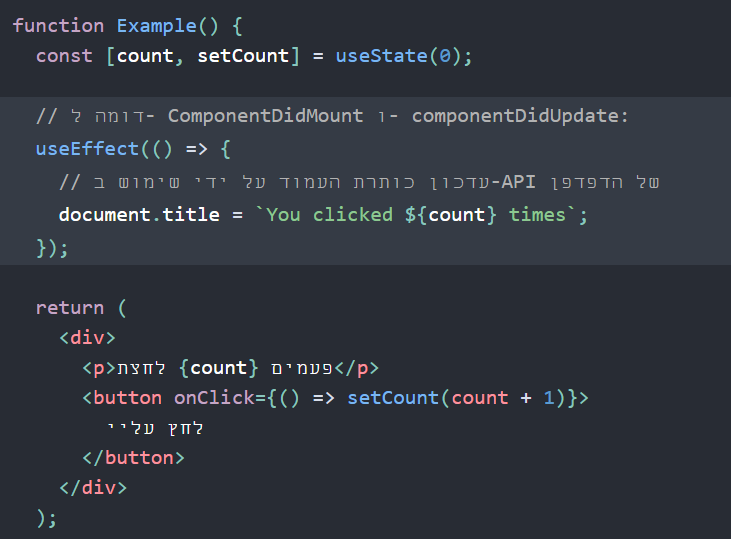 function Example() {
const [count, setCount] = useState(0);
// דומה ל- ComponentDidMount ו- componentDidUpdate:
useEffect(() => {
// עדכון כותרת העמוד על ידי שימוש ב-API של הדפדפן
document.title = `You clicked ${count} times`;
});
return (
<div>
<p>לחצת {count} פעמים</p>
<button onClick={() => setCount(count + 1)}>
לחץ עליי
</button>
</div>
);